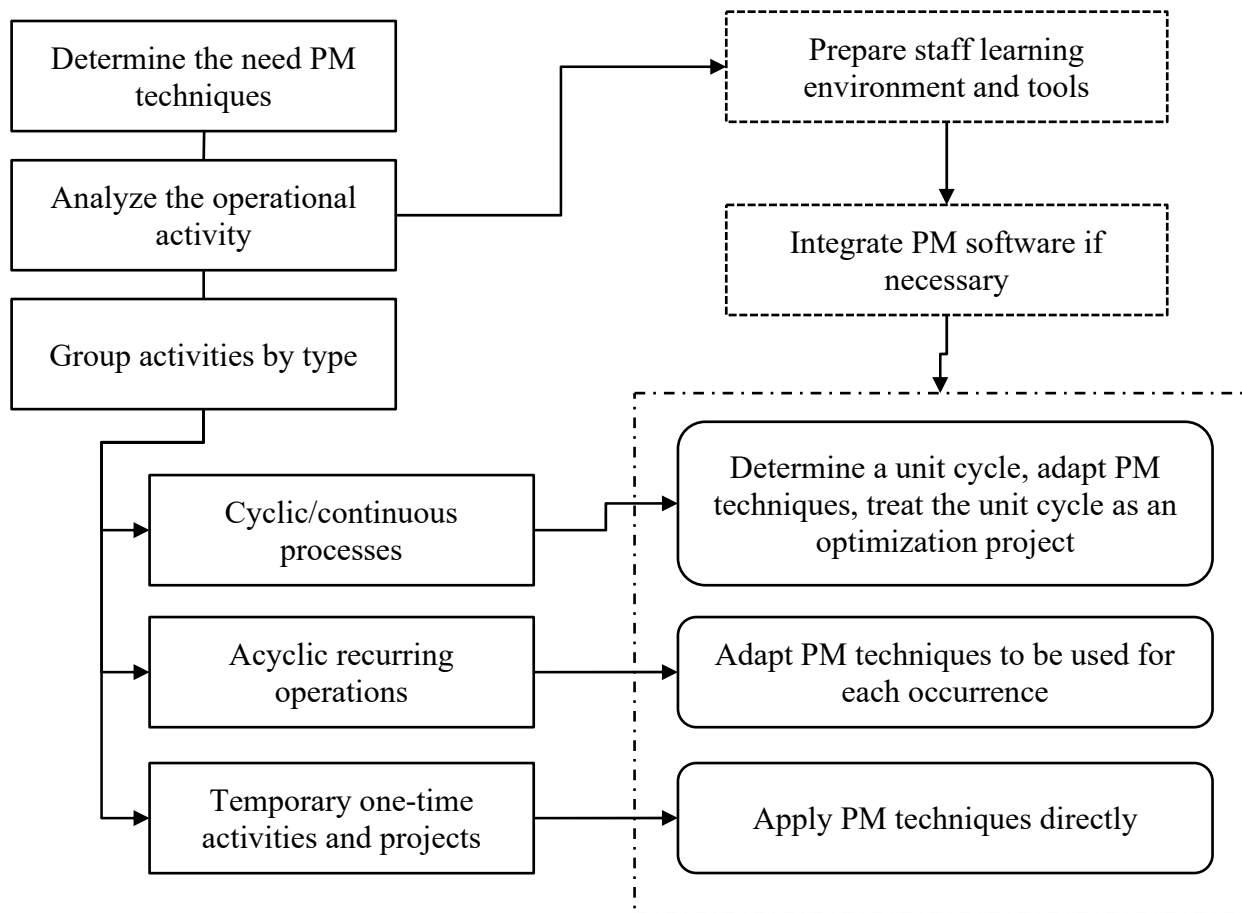 Determine the need PM
techniques
Analyze the operational
activity
Group activities by type
Prepare staff learning
environment and tools
Integrate PM software if
necessary
Cyclic/continuous
processes
Determine a unit cycle, adapt PM
techniques, treat the unit cycle as an
optimization project
Acyclic recurring
operations
Adapt PM techniques to be used for
each occurrence
Temporary one-time
activities and projects
Apply PM techniques directly